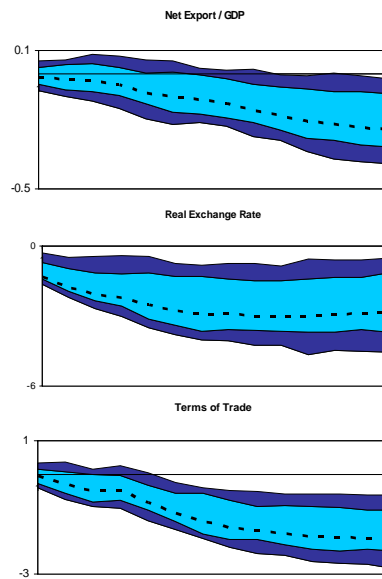 Net Export / GDP
0.1
-0.5
Real Exchange Rate
0
-6
Terms of Trade
1
-3